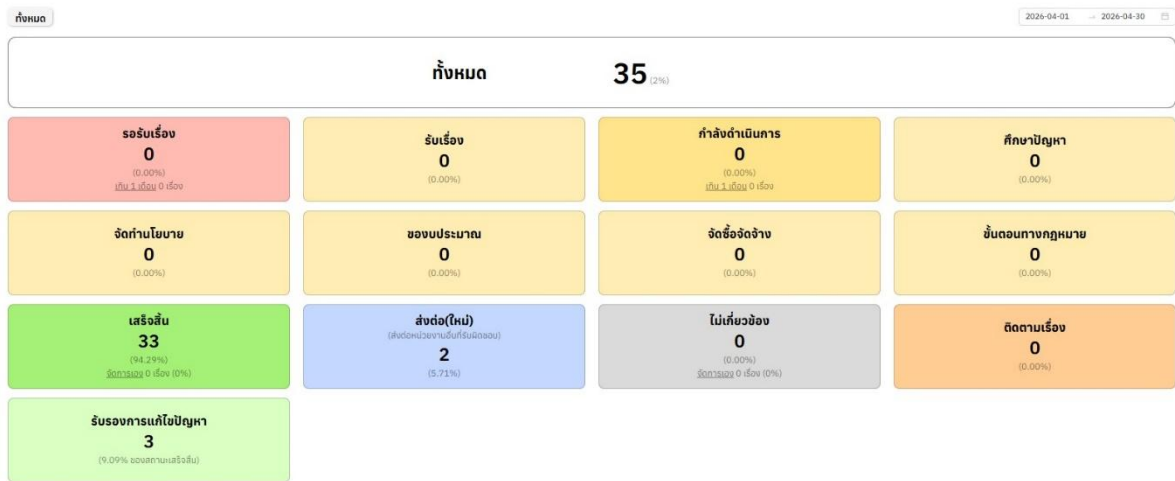 ทั้งหมด
2026-04-01 → 2026-04-30
ทั้งหมด 35 (2%)
รอรับเรื่อง
0
(0.00%)
เกิน 1 เดือน 0 เรื่อง
รับเรื่อง
0
(0.00%)
กำลังดำเนินการ
0
(0.00%)
เกิน 1 เดือน 0 เรื่อง
ศึกษาปัญหา
0
(0.00%)
จัดทำนโยบาย
0
(0.00%)
ของบประมาณ
0
(0.00%)
จัดซื้อจัดจ้าง
0
(0.00%)
ขั้นตอนทางกฎหมาย
0
(0.00%)
เสร็จสิ้น
33
(94.29%)
จัดการเอง 0 เรื่อง (0%)
ส่งต่อ(ใหม่)
(ส่งต่อหน่วยงานอื่นที่รับผิดชอบ)
2
(5.71%)
ไม่เกี่ยวข้อง
0
(0.00%)
จัดการเอง 0 เรื่อง (0%)
ติดตามเรื่อง
0
(0.00%)
รับรองการแก้ไขปัญหา
3
(9.09% ของสถานะเสร็จสิ้น)